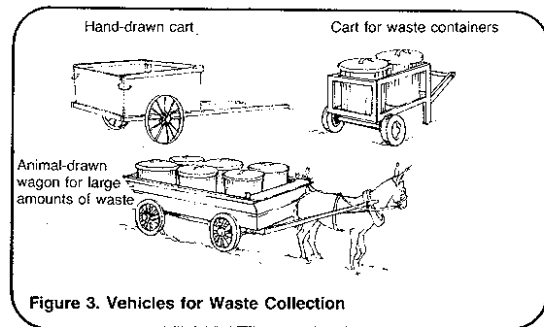 Hand-drawn cart
Cart for waste containers
Animal-drawn
wagon for large
amounts of waste
Figure 3. Vehicles for Waste Collection